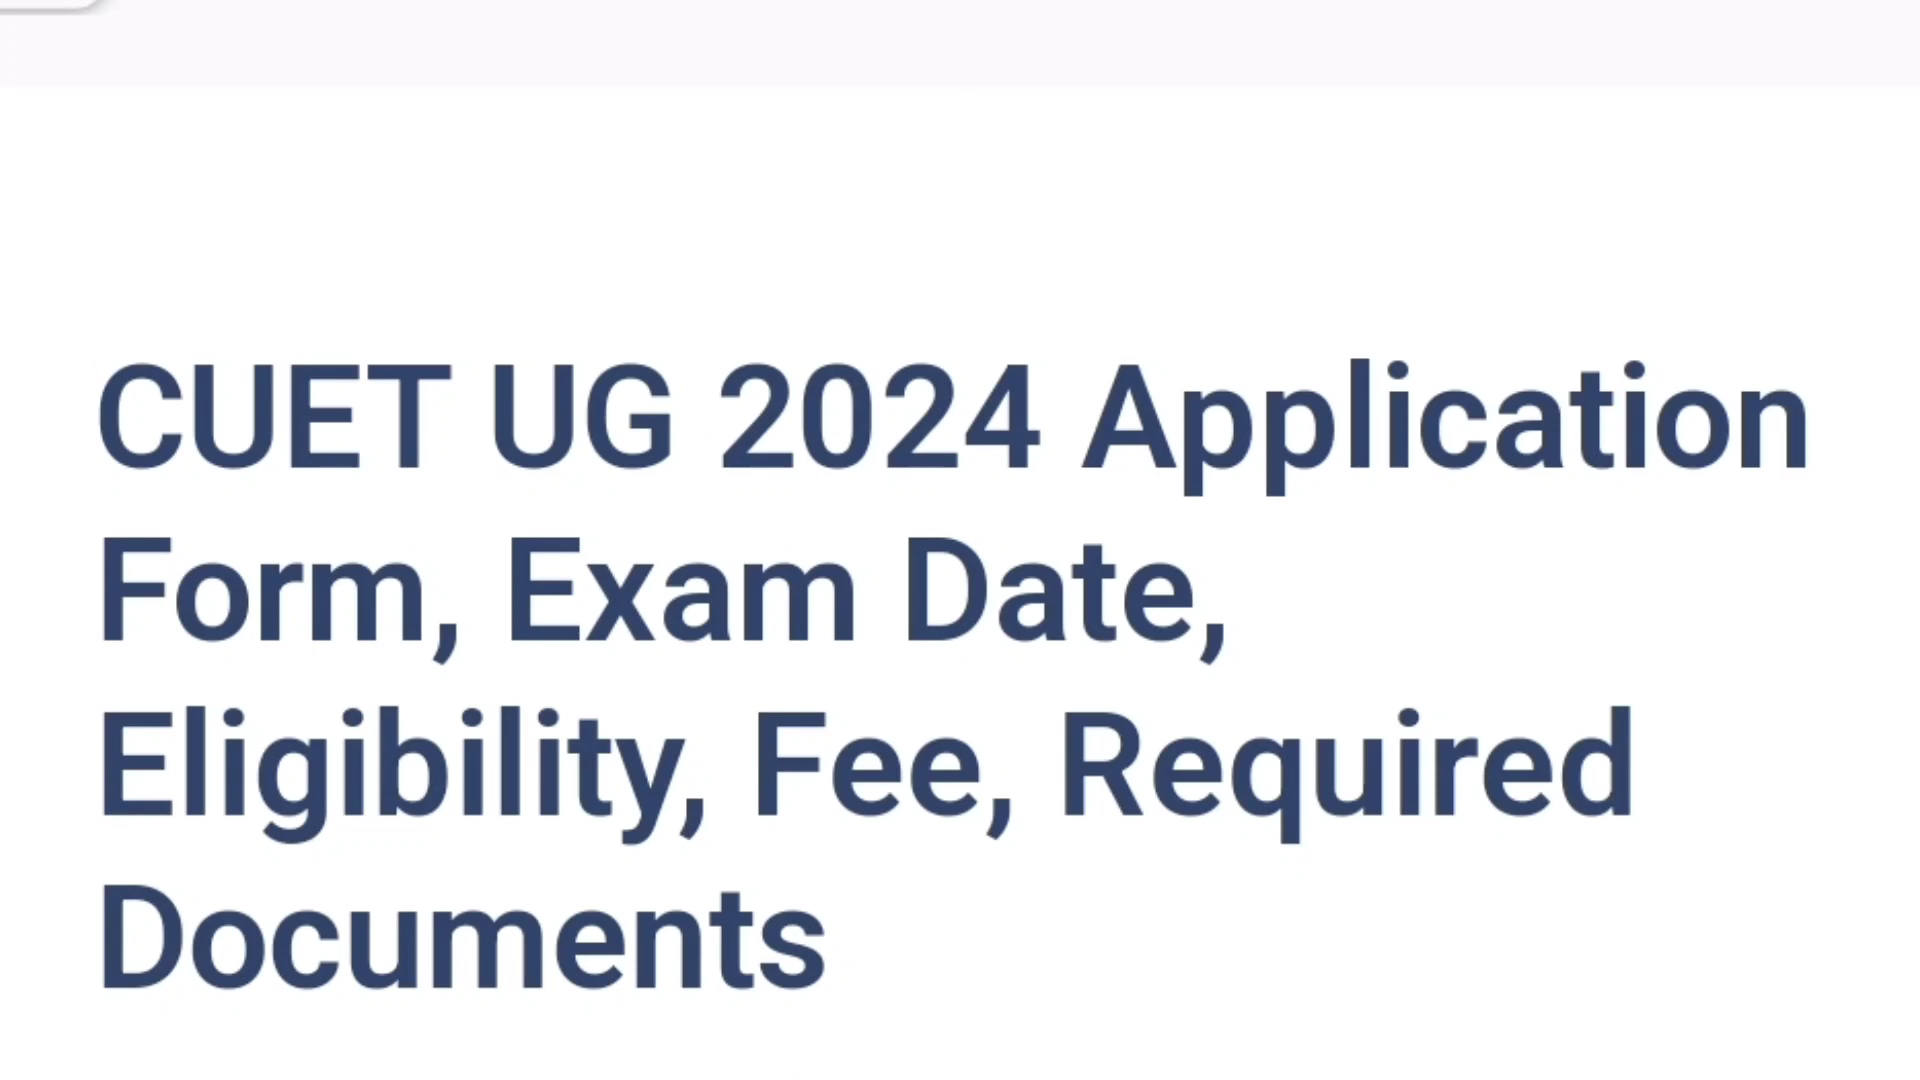 CUET UG 2024 Application
Form, Exam Date,
Eligibility, Fee, Required
Documents